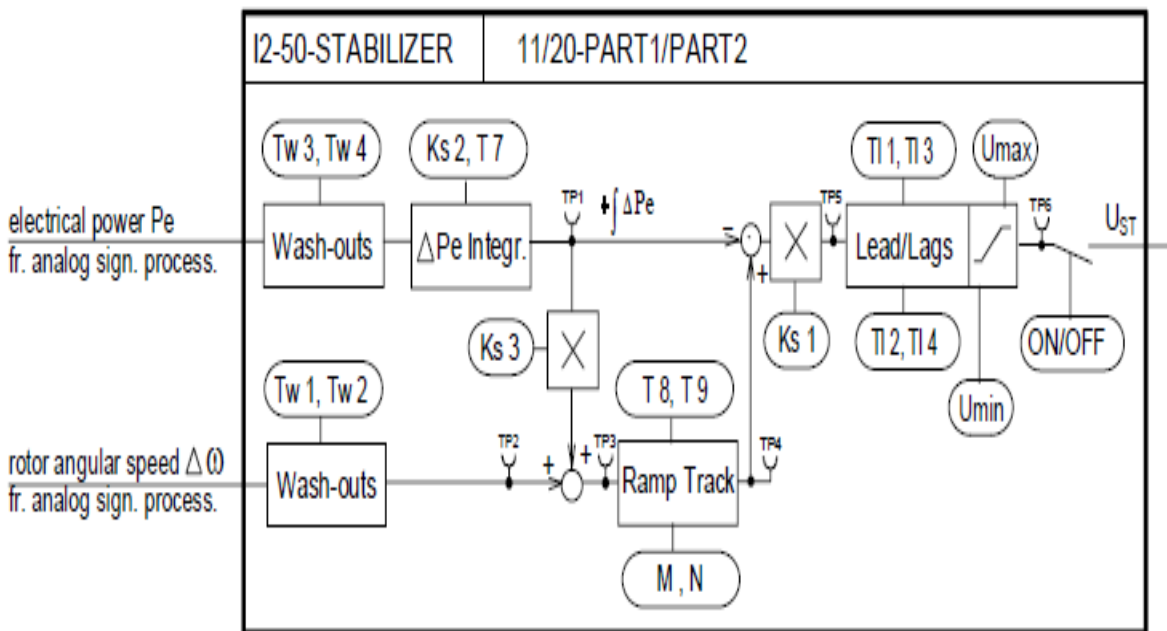 I2-50-STABILIZER
11/20-PART1/PART2
Tw 3, Tw 4
Ks 2, T 7
Tl 1, Tl 3
Umax
electrical power Pe
fr. analog sign. process.
Wash-outs
ΔPe Integr.
TP1
+∫ ΔPe
-
+
X
TP5
Lead/Lags
TP6
U_ST
Ks 3
X
Ks 1
Tl 2, Tl 4
ON/OFF
Umin
Tw 1, Tw 2
T 8, T 9
rotor angular speed Δω
fr. analog sign. process.
Wash-outs
TP2
+
+
TP3
Ramp Track
TP4
M , N